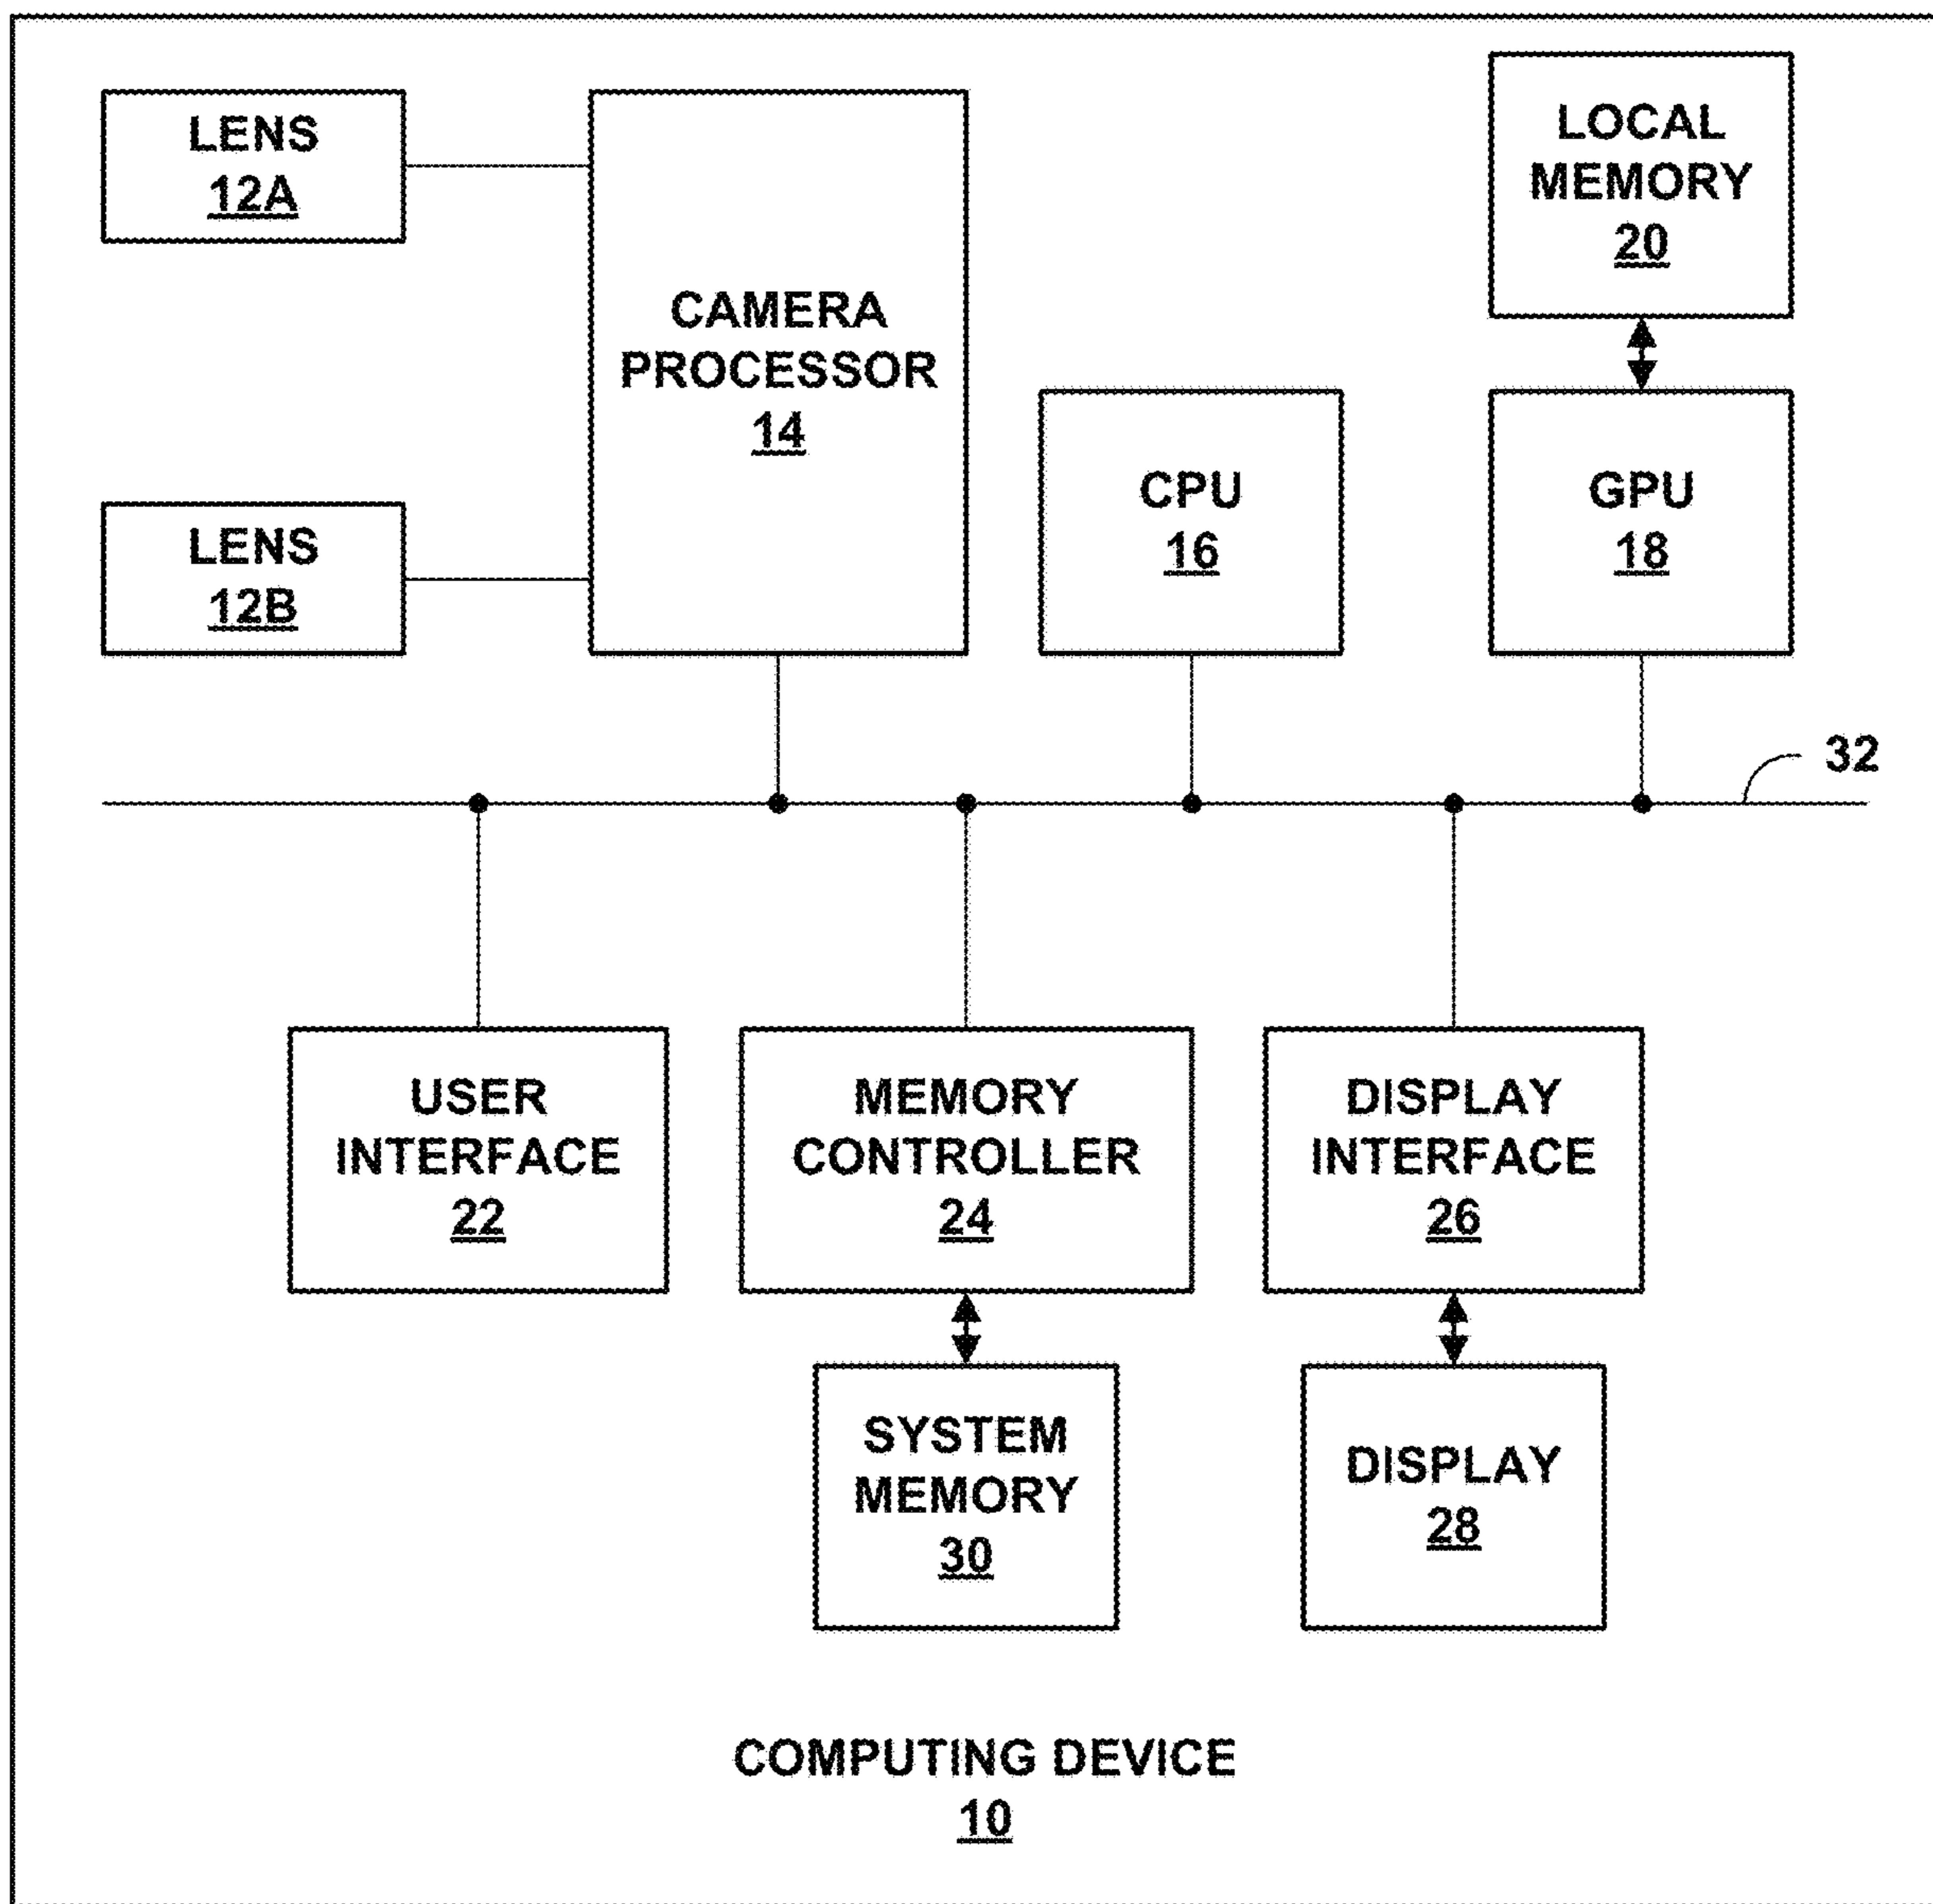 LENS
12A
CAMERA
PROCESSOR
14
LOCAL
MEMORY
20
LENS
12B
CPU
16
GPU
18
32
USER
INTERFACE
22
MEMORY
CONTROLLER
24
DISPLAY
INTERFACE
26
SYSTEM
MEMORY
30
DISPLAY
28
COMPUTING DEVICE
10